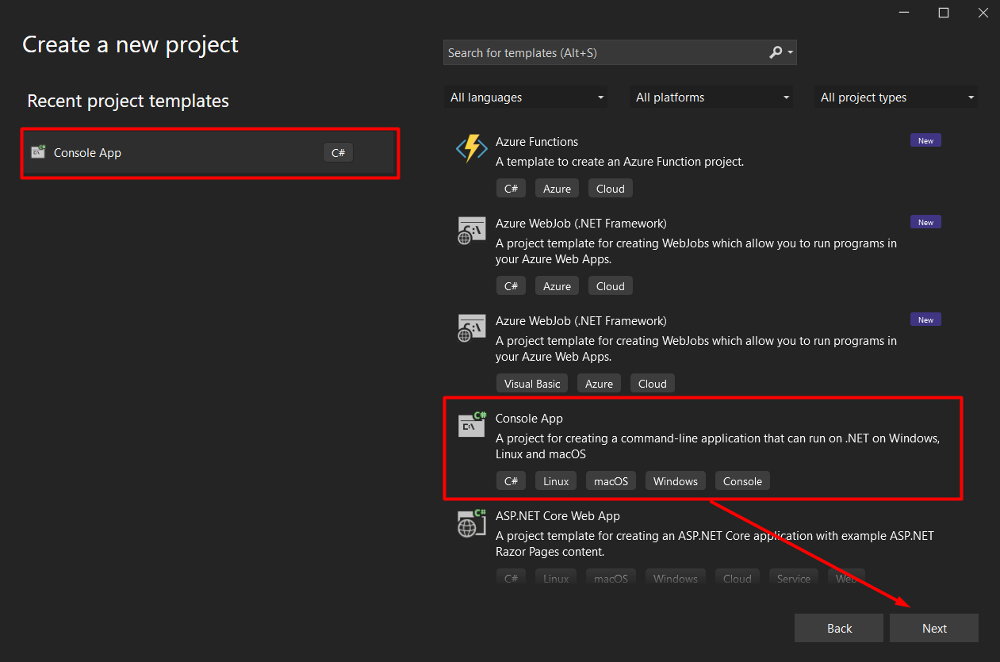 Create a new project
Recent project templates
Console App
C#
Search for templates (Alt+S)
All languages
All platforms
All project types
Azure Functions
New
A template to create an Azure Function project.
C#
Azure
Cloud
Azure WebJob (.NET Framework)
New
A project template for creating WebJobs which allow you to run programs in
your Azure Web Apps.
C#
Azure
Cloud
Azure WebJob (.NET Framework)
New
A project template for creating WebJobs which allow you to run programs in
your Azure Web Apps.
Visual Basic
Azure
Cloud
Console App
A project for creating a command-line application that can run on .NET on Windows,
Linux and macOS
C#
Linux
macOS
Windows
Console
ASP.NET Core Web App
A project template for creating an ASP.NET Core application with example ASP.NET
Razor Pages content.
C#
Linux
macOS
Windows
Cloud
Service
Web
Back
Next